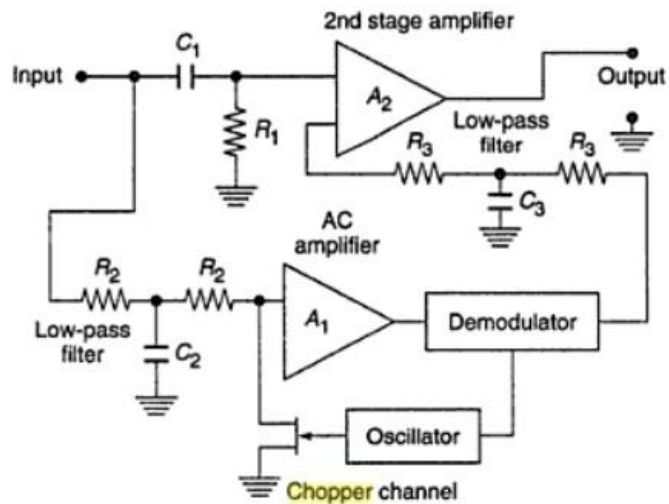 2nd stage amplifier
C1
Input
A2
Output
R1
Low-pass
filter
R3
R3
C3
AC
amplifier
R2
R2
A1
Demodulator
Low-pass
filter
C2
Oscillator
Chopper channel